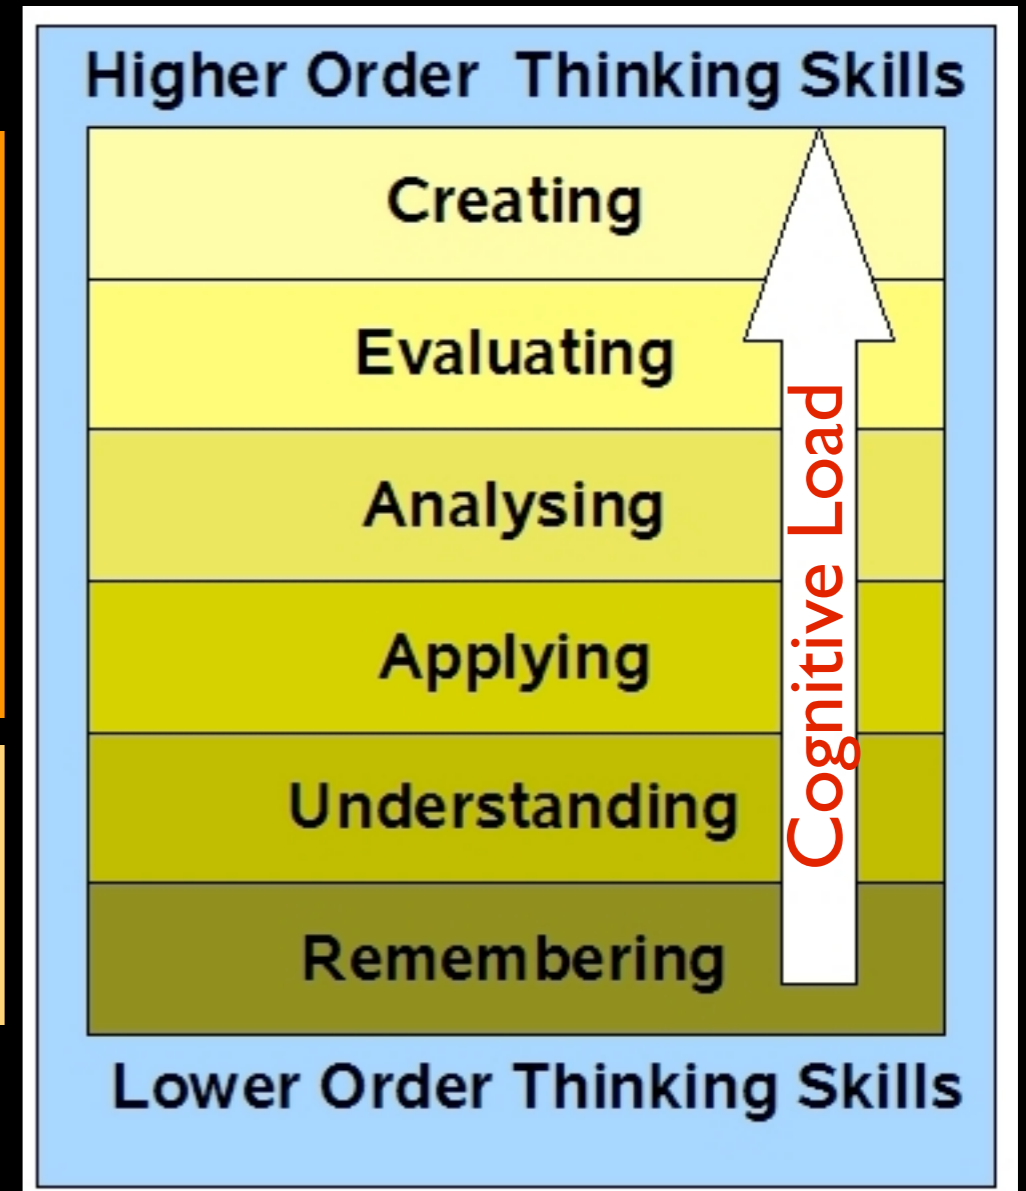 Higher Order Thinking Skills
Creating
Evaluating
Analysing
Applying
Understanding
Remembering
Cognitive Load
Lower Order Thinking Skills